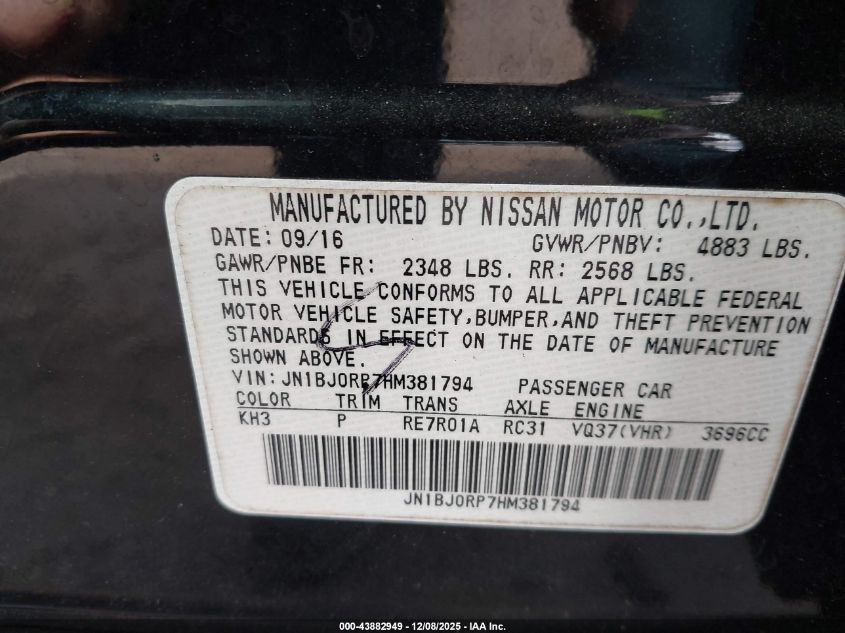 MANUFACTURED BY NISSAN MOTOR CO.,LTD.
DATE: 09/16 GVWR/PNBV: 4883 LBS.
GAWR/PNBE FR: 2348 LBS. RR: 2568 LBS.
THIS VEHICLE CONFORMS TO ALL APPLICABLE FEDERAL
MOTOR VEHICLE SAFETY,BUMPER,AND THEFT PREVENTION
STANDARDS IN EFFECT ON THE DATE OF MANUFACTURE
SHOWN ABOVE.
VIN: JN1BJ0RP7HM381794 PASSENGER CAR
COLOR TRIM TRANS AXLE ENGINE
KH3 P RE7R01A RC31 VQ37(VHR) 3696CC
JN1BJ0RP7HM381794
000-43882949 - 12/08/2025 - IAA Inc.